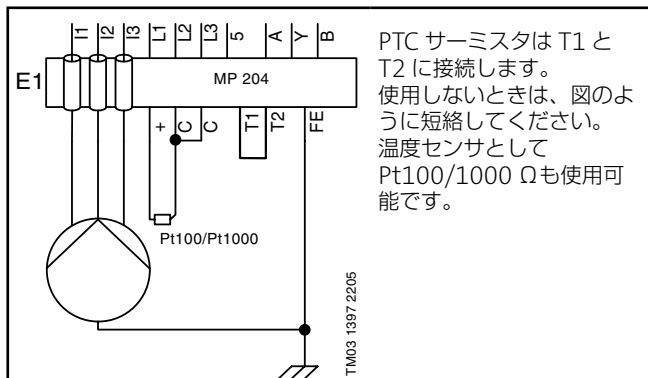 I1 I2 I3 L1 L2 L3 5 A Y B
E1 MP 204
+ C C T1 T2 FE
Pt100/Pt1000
TM03 1397 2205
PTC サーミスタは T1 と
T2 に接続します。
使用しないときは、図のよ
うに短絡してください。
温度センサとして
Pt100/1000 Ωも使用可
能です。